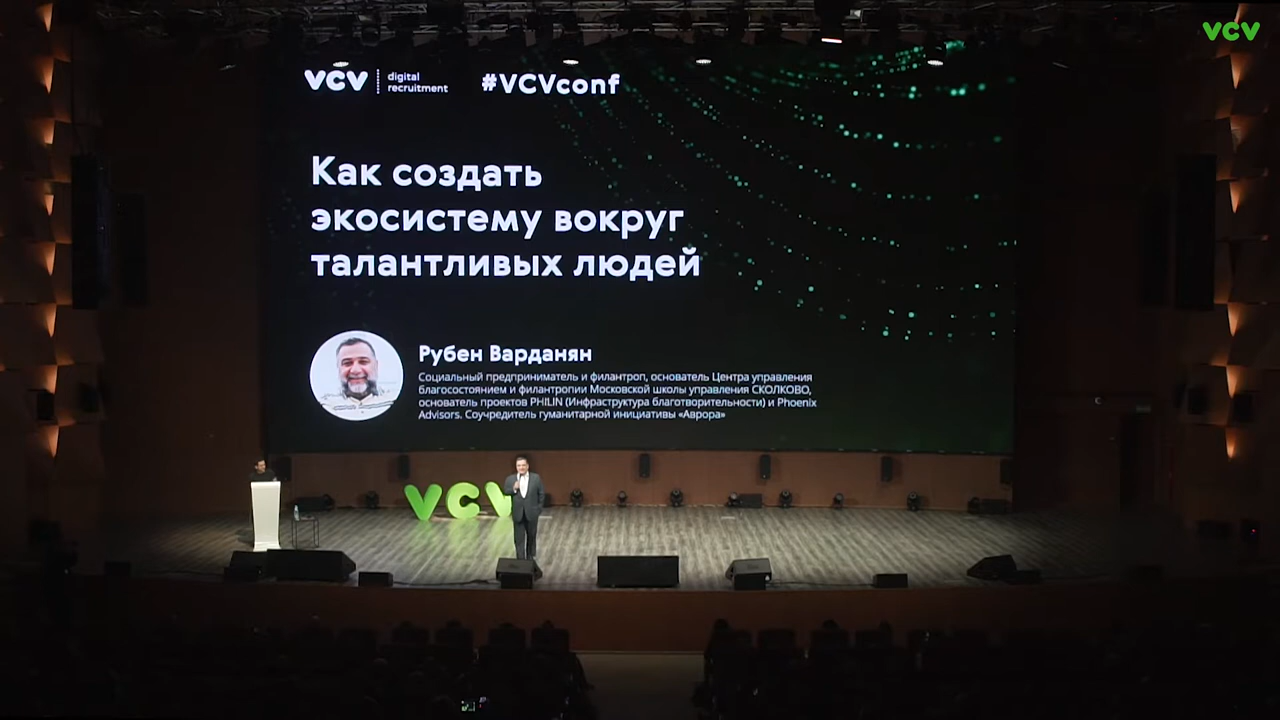 VCV
vcv digital recruitment #VCVconf
Как создать
экосистему вокруг
талантливых людей
Рубен Варданян
Социальный предприниматель и филантроп, основатель Центра управления
благосостоянием и филантропии Московской школы управления СКОЛКОВО,
основатель проектов PHILIN (Инфраструктура благотворительности) и Phoenix
Advisors. Соучредитель гуманитарной инициативы «Аврора»
VCV